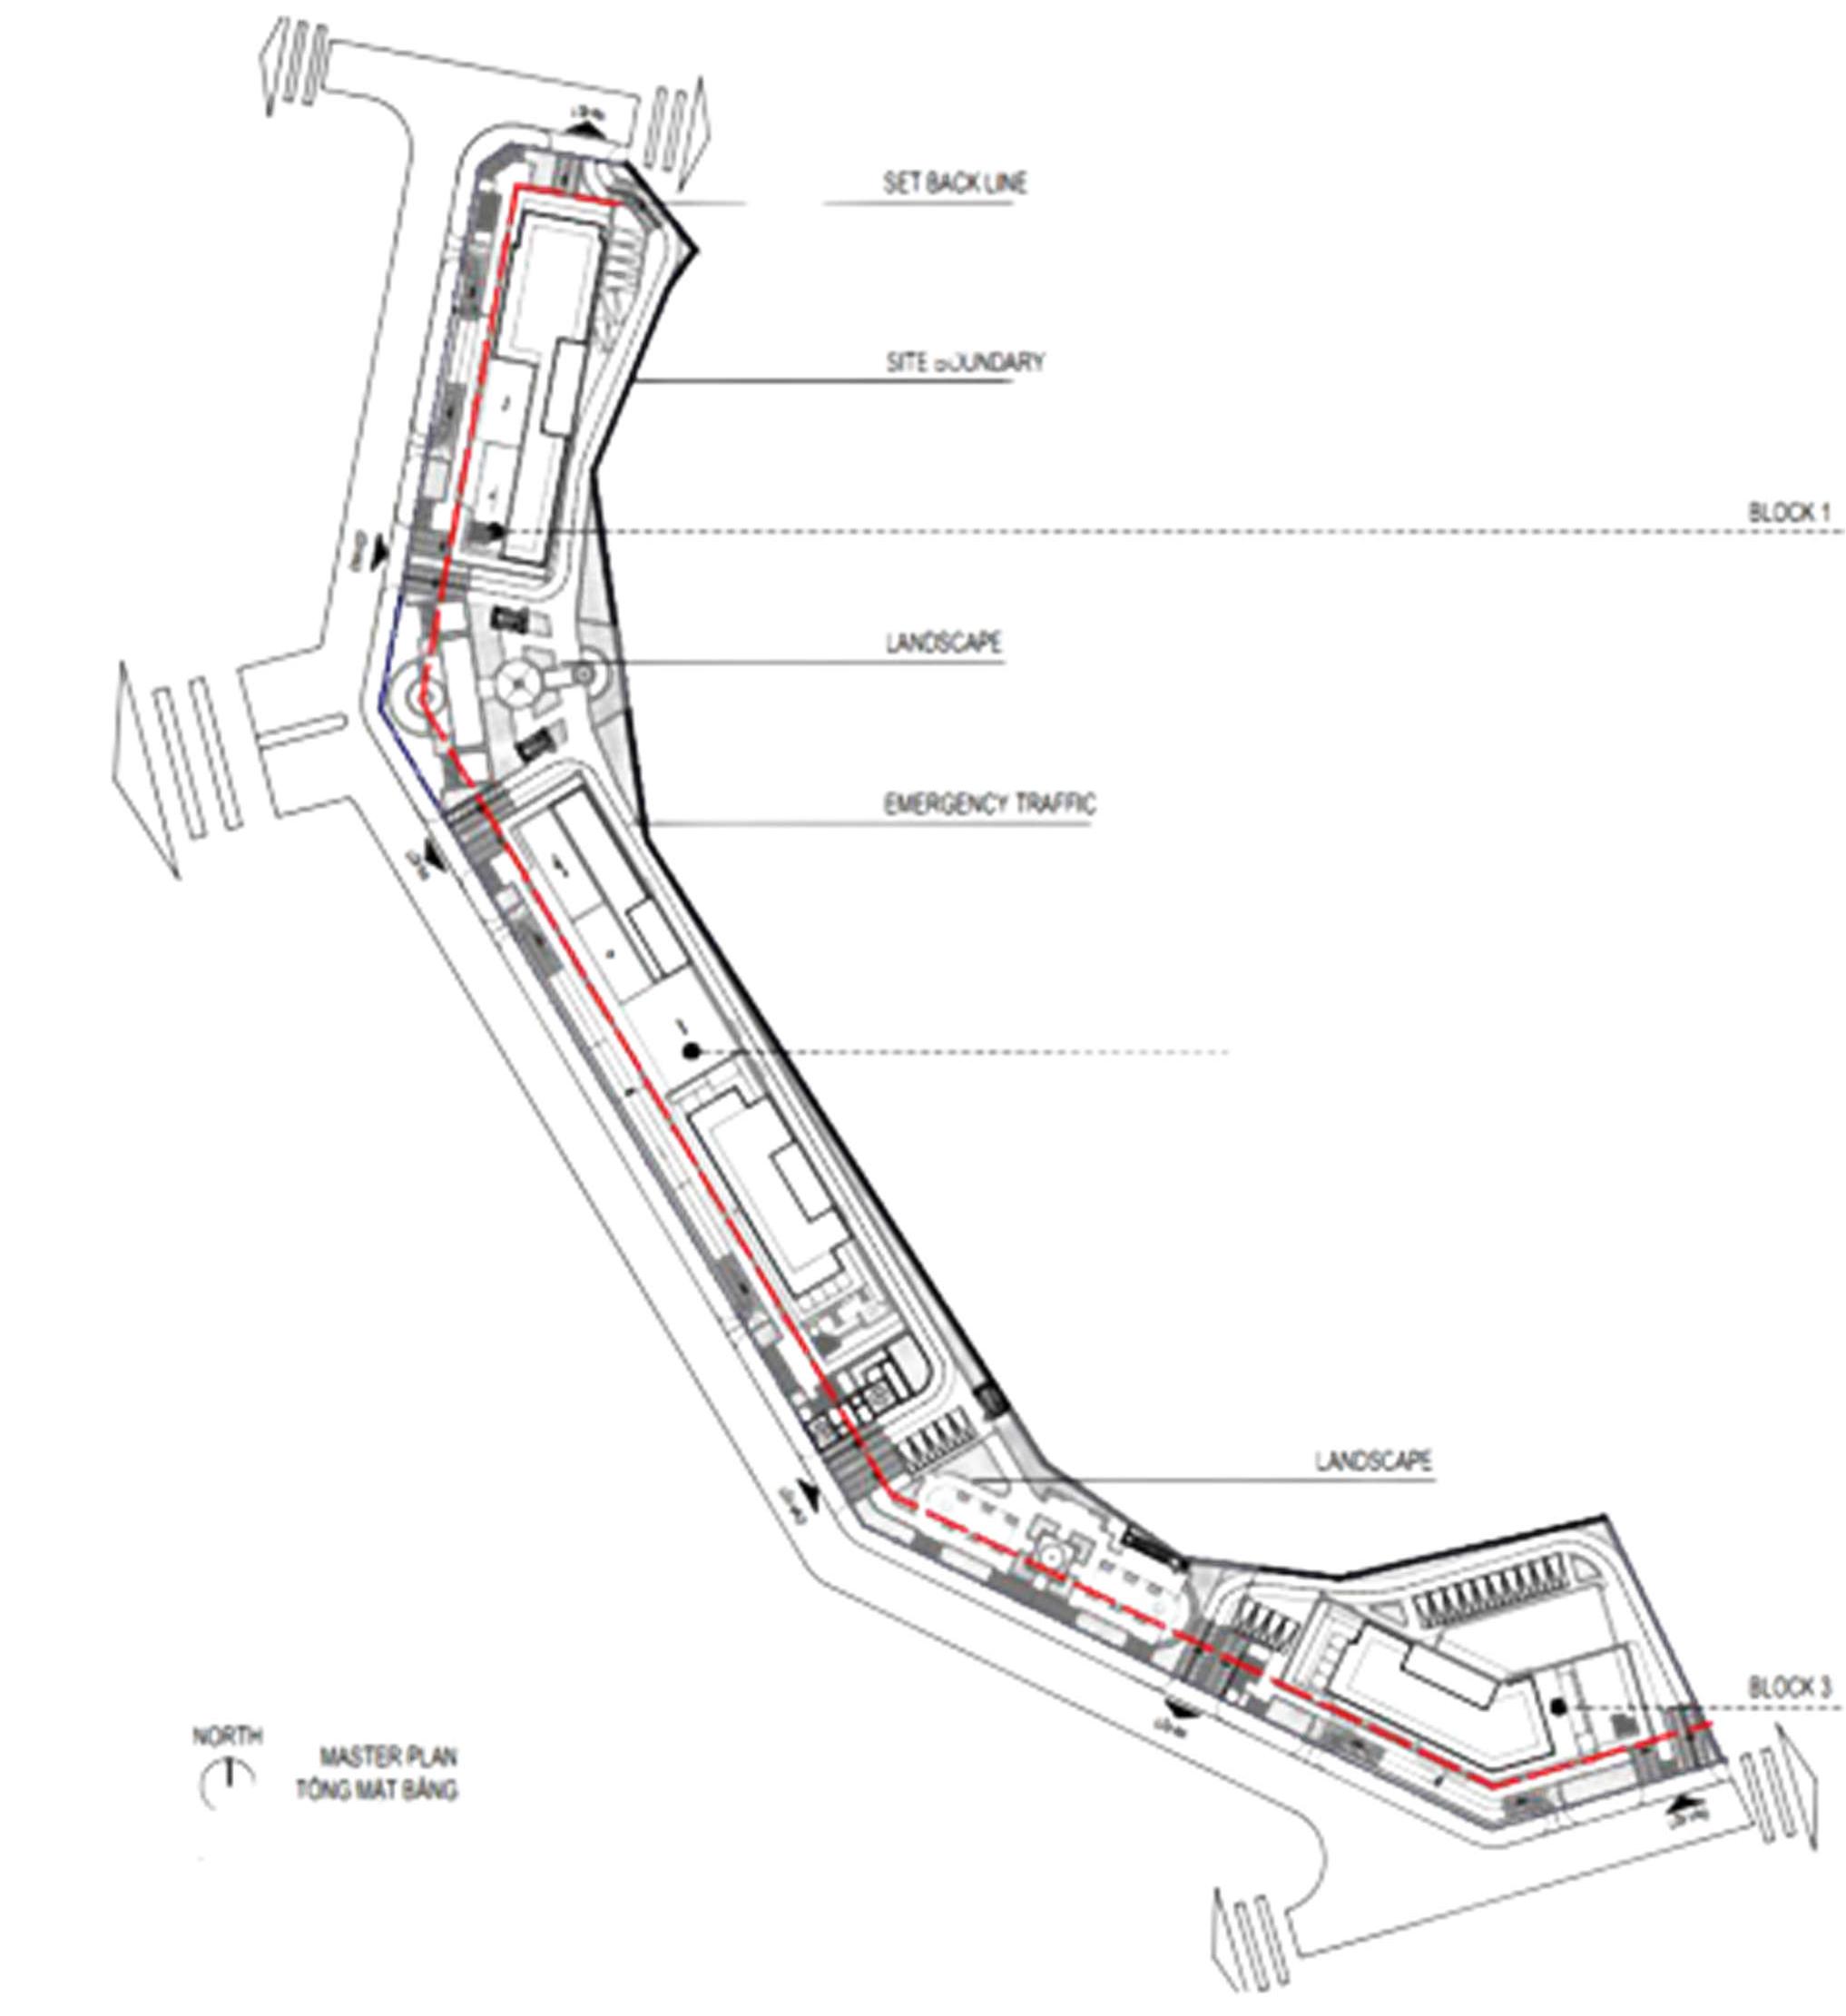 SET BACK LINE
SITE BOUNDARY
BLOCK 1
LANDSCAPE
EMERGENCY TRAFFIC
LANDSCAPE
BLOCK 3
NORTH
MASTER PLAN
TỔNG MẶT BẰNG